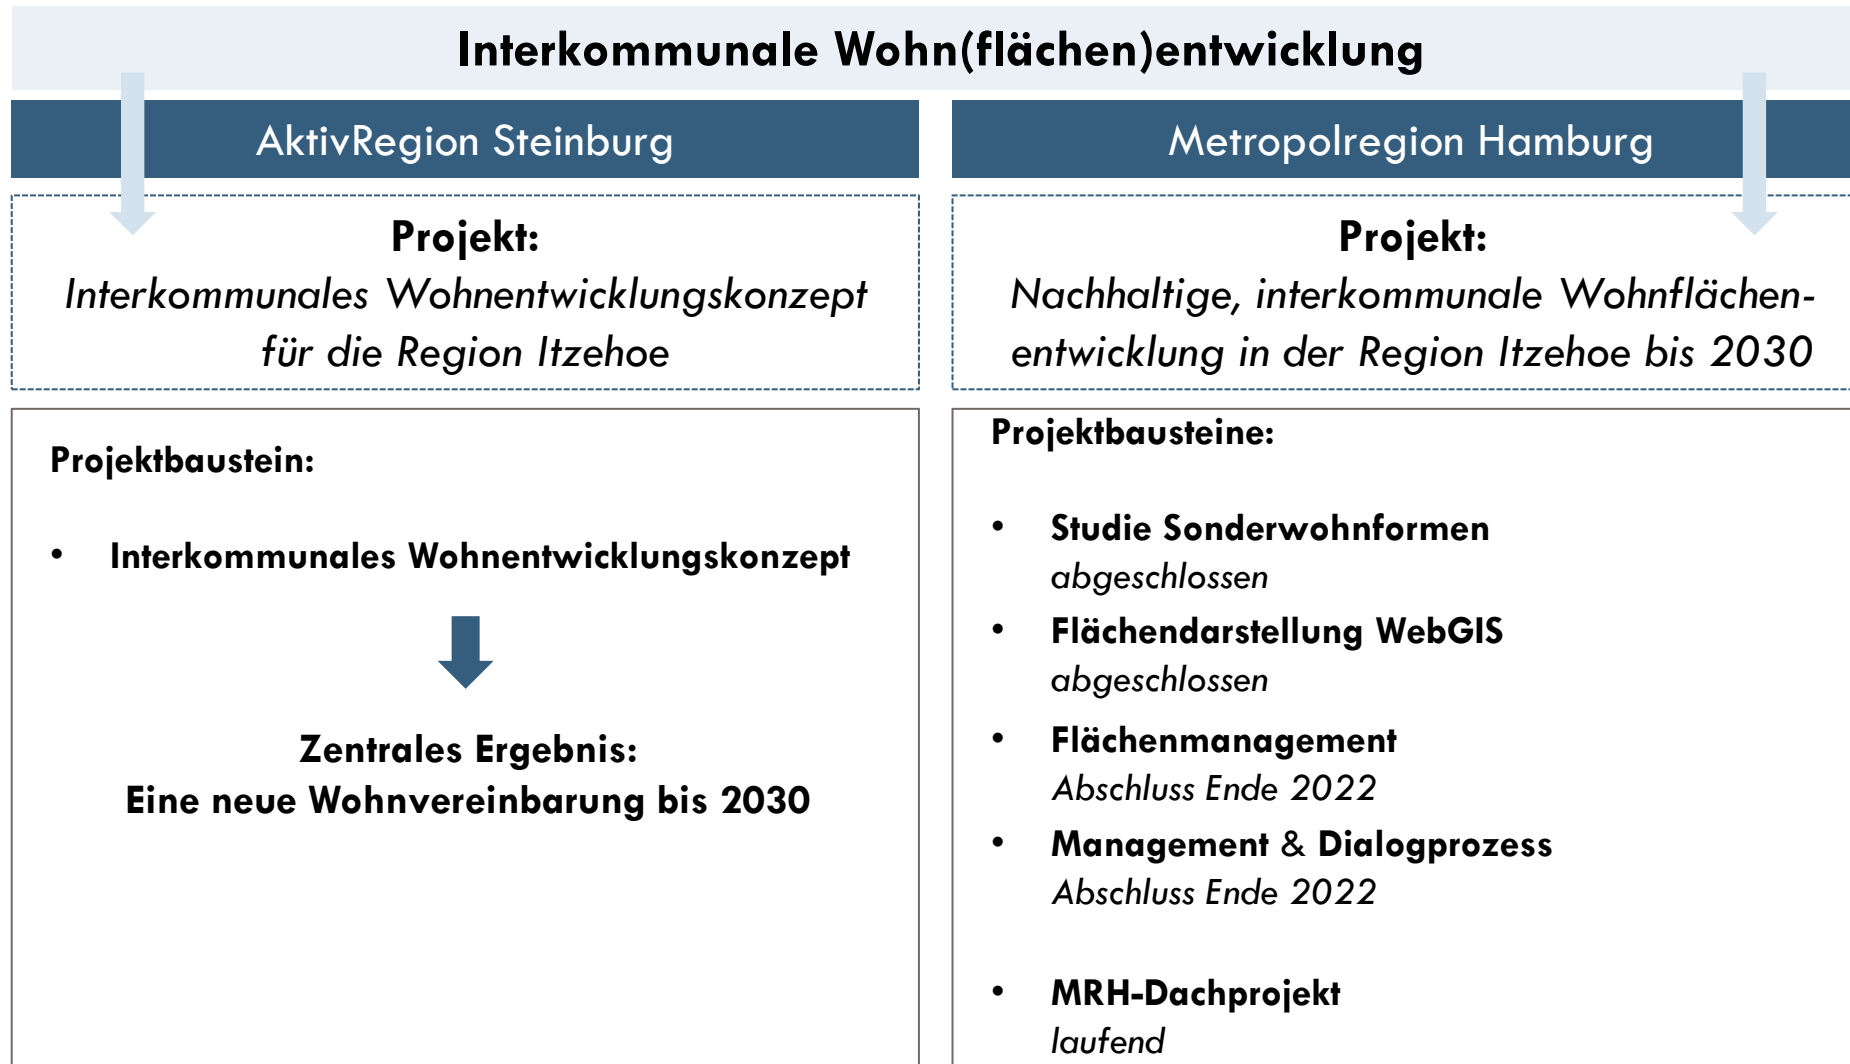 Interkommunale Wohn(flächen)entwicklung
AktivRegion Steinburg
Projekt:
Interkommunales Wohnentwicklungskonzept
für die Region Itzehoe
Projektbaustein:
• Interkommunales Wohnentwicklungskonzept
Zentrales Ergebnis:
Eine neue Wohnvereinbarung bis 2030
Metropolregion Hamburg
Projekt:
Nachhaltige, interkommunale Wohnflächen-
entwicklung in der Region Itzehoe bis 2030
Projektbausteine:
• Studie Sonderwohnformen
abgeschlossen
• Flächendarstellung WebGIS
abgeschlossen
• Flächenmanagement
Abschluss Ende 2022
• Management & Dialogprozess
Abschluss Ende 2022
• MRH-Dachprojekt
laufend